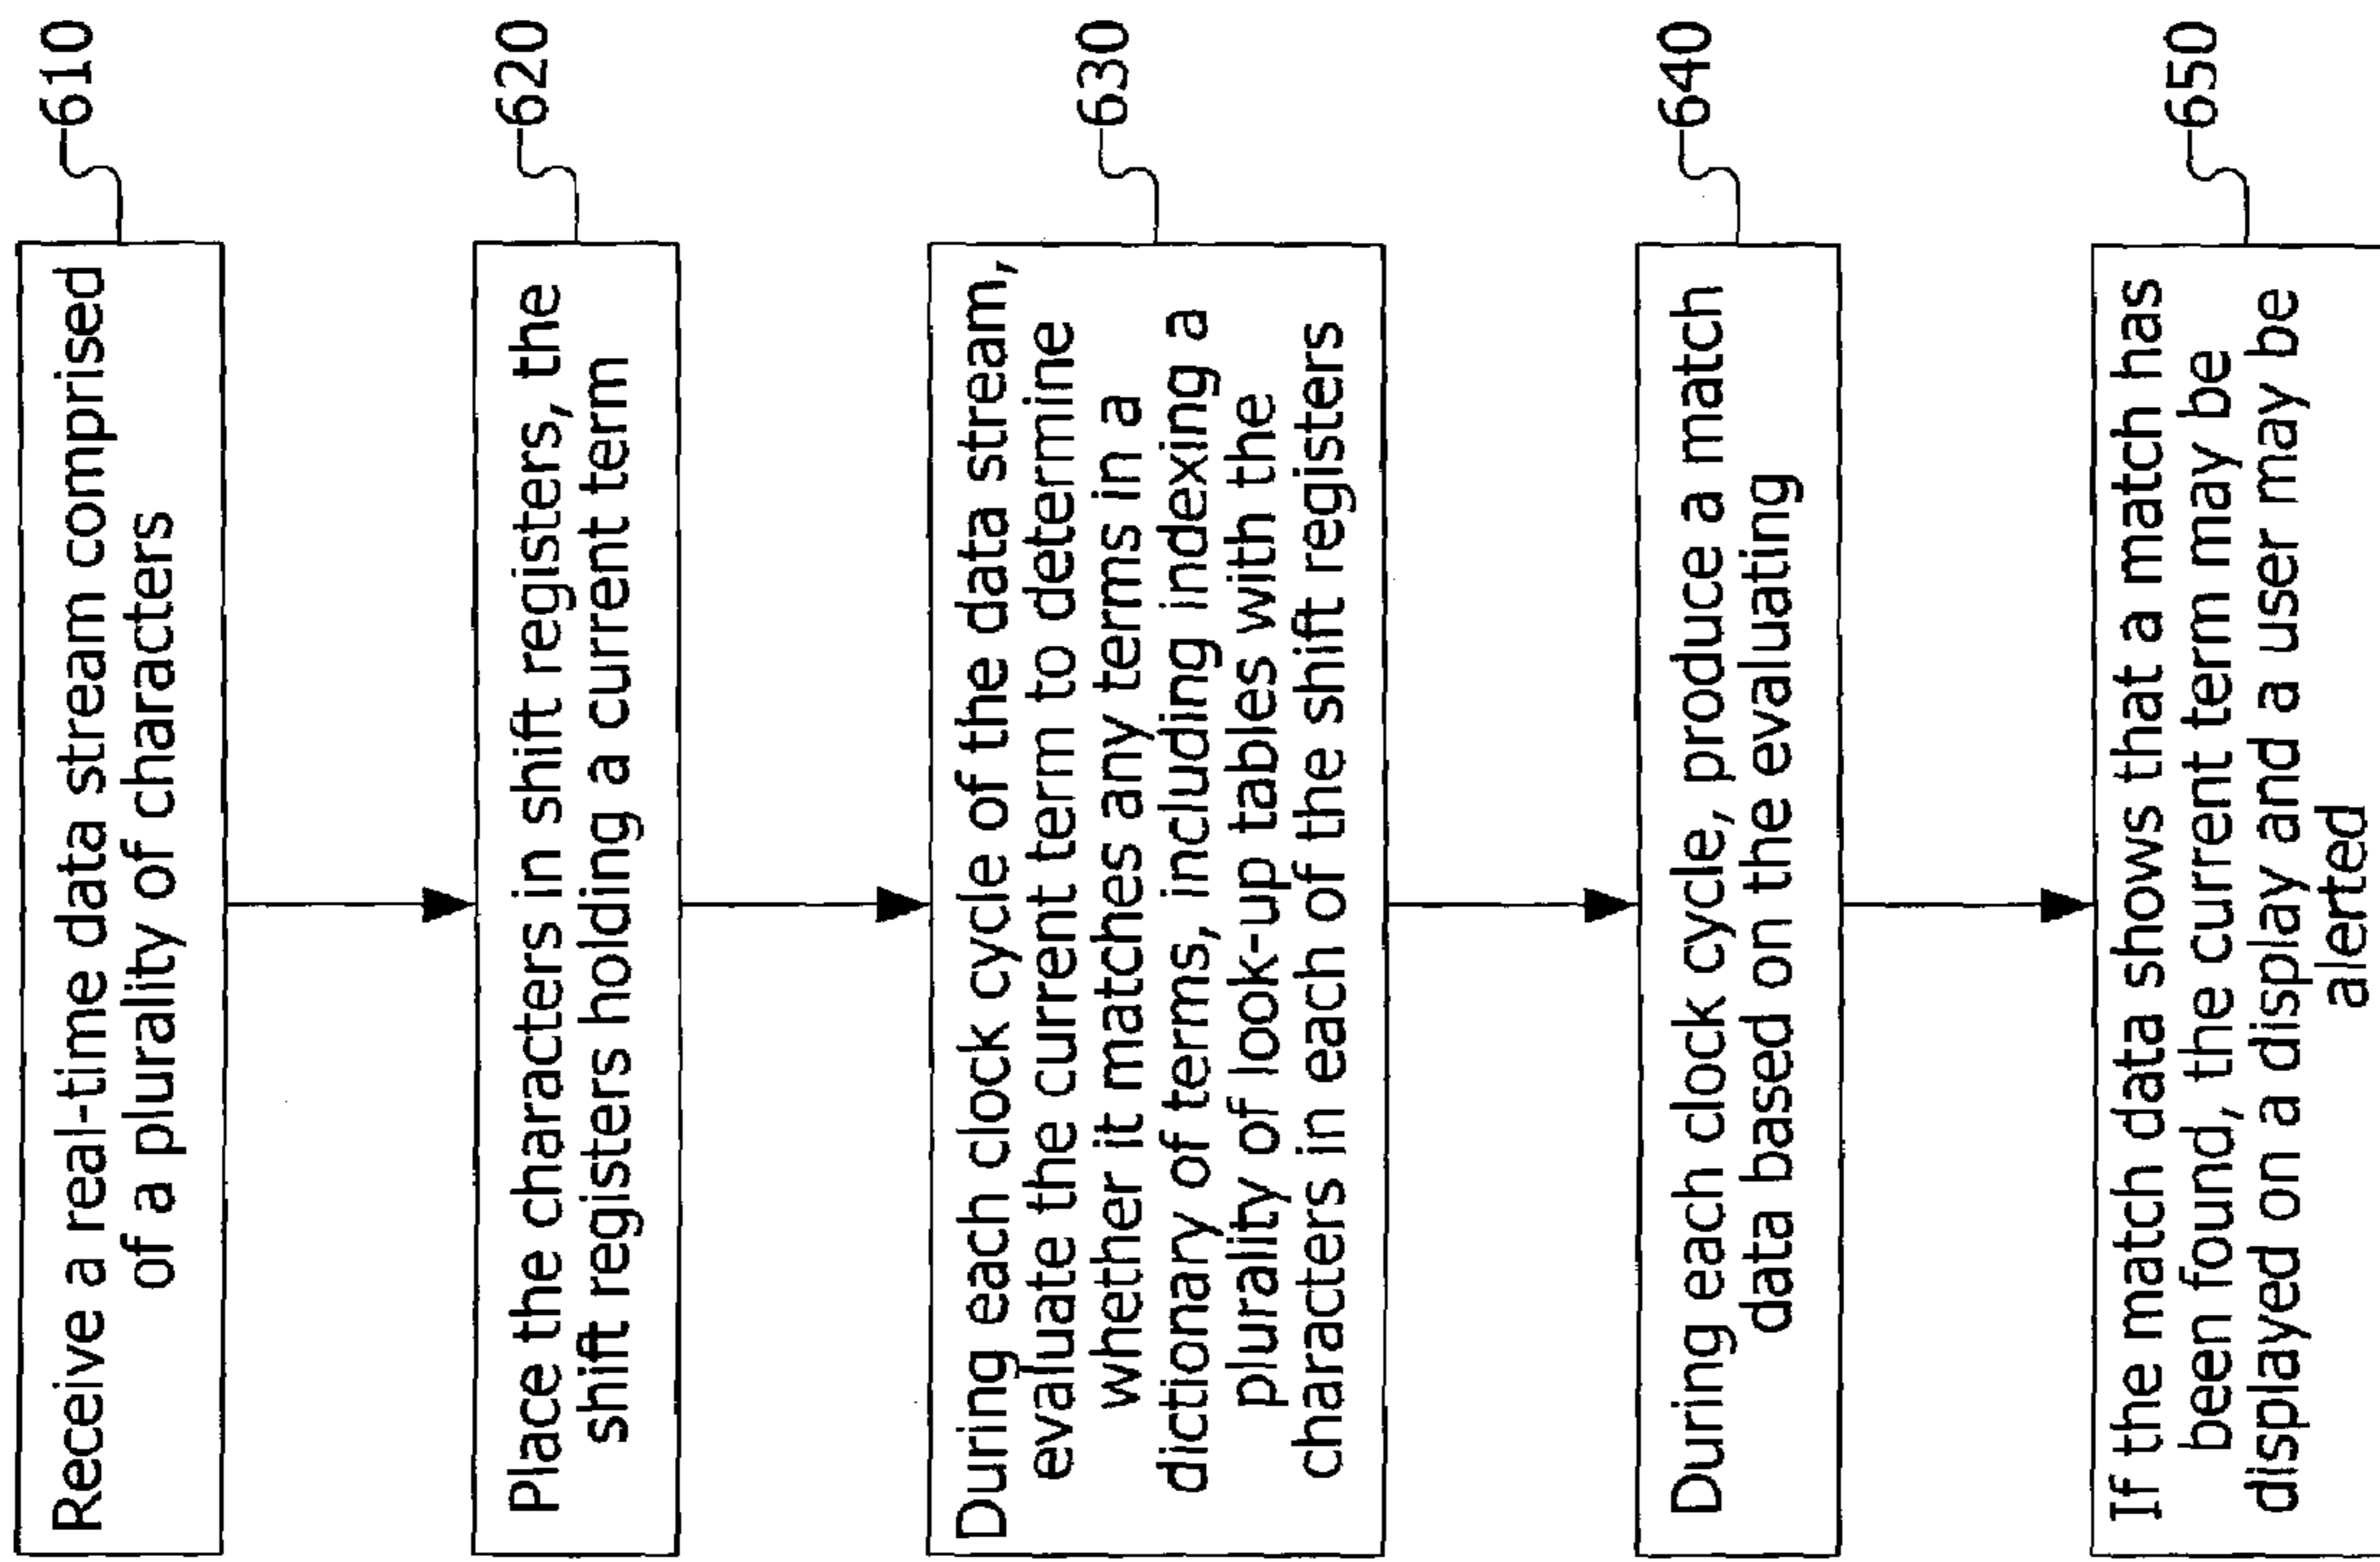 Receive a real-time data stream comprised
of a plurality of characters
610
Place the characters in shift registers, the
shift registers holding a current term
620
During each clock cycle of the data stream,
evaluate the current term to determine
whether it matches any terms in a
dictionary of terms, including indexing a
plurality of look-up tables with the
characters in each of the shift registers
630
During each clock cycle, produce a match
data based on the evaluating
640
If the match data shows that a match has
been found, the current term may be
displayed on a display and a user may be
alerted
650